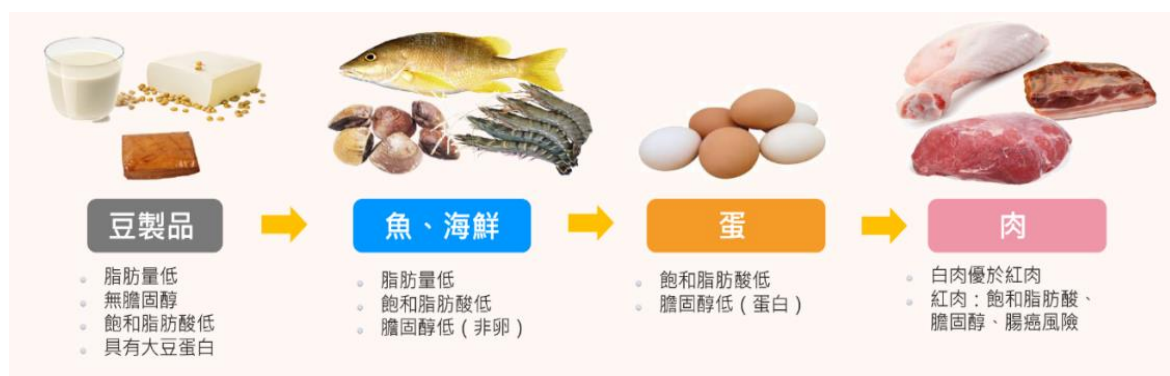 豆製品
脂肪量低
無膽固醇
飽和脂肪酸低
具有大豆蛋白
魚、海鮮
脂肪量低
飽和脂肪酸低
膽固醇低(非卵)
蛋
飽和脂肪酸低
膽固醇低(蛋白)
肉
白肉優於紅肉
紅肉:飽和脂肪酸、
膽固醇、腸癌風險